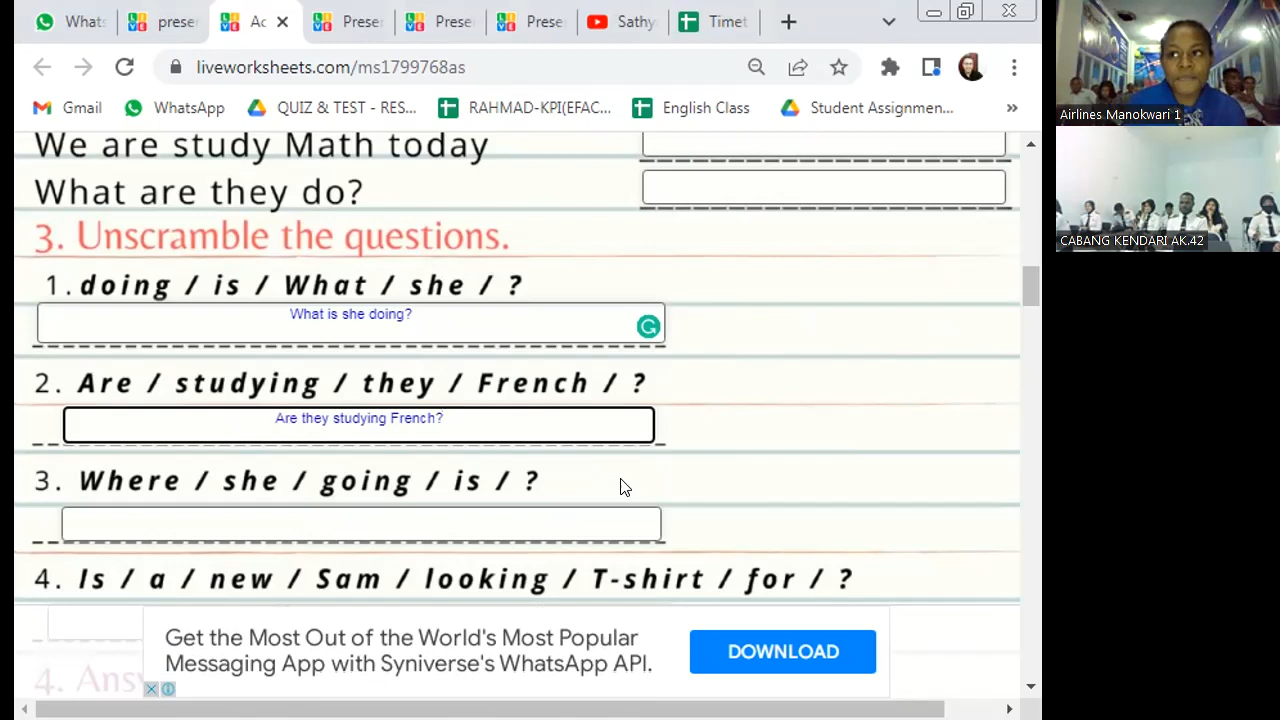 Whats
presen
Ac
Prese
Prese
Prese
Sathy
Timet
liveworksheets.com/ms1799768as
Gmail
WhatsApp
QUIZ & TEST - RES...
RAHMAD-KPI(EFAC...
English Class
Student Assignmen...
»
We are study Math today
What are they do?
3. Unscramble the questions.
1. doing / is / What / she / ?
What is she doing?
2. Are / studying / they / French / ?
Are they studying French?
3. Where / she / going / is / ?
4. Is / a / new / Sam / looking / T-shirt / for / ?
Get the Most Out of the World's Most Popular
Messaging App with Syniverse's WhatsApp API.
DOWNLOAD
4. Ans
Airlines Manokwari 1
CABANG KENDARI AK.42